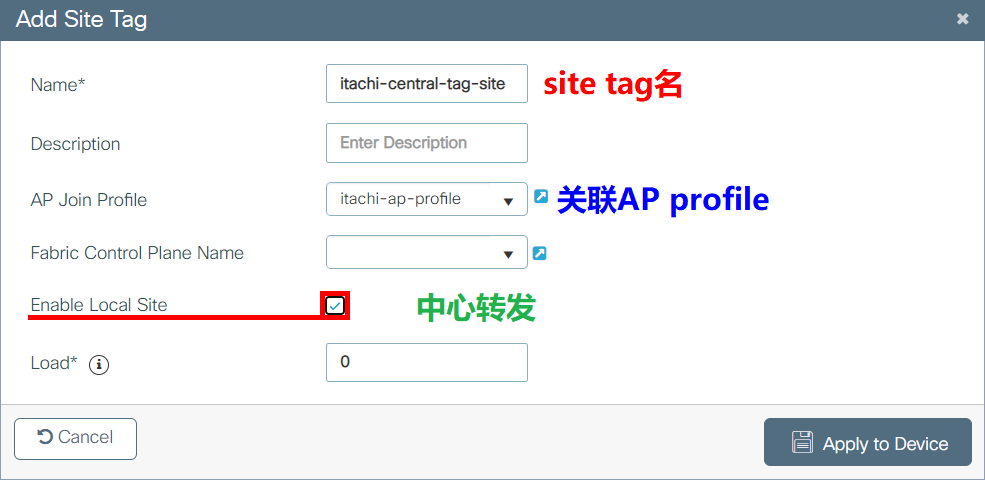 Add Site Tag
Name* itachi-central-tag-site site tag名
Description Enter Description
AP Join Profile itachi-ap-profile 关联AP profile
Fabric Control Plane Name
Enable Local Site 中心转发
Load* 0
Cancel Apply to Device